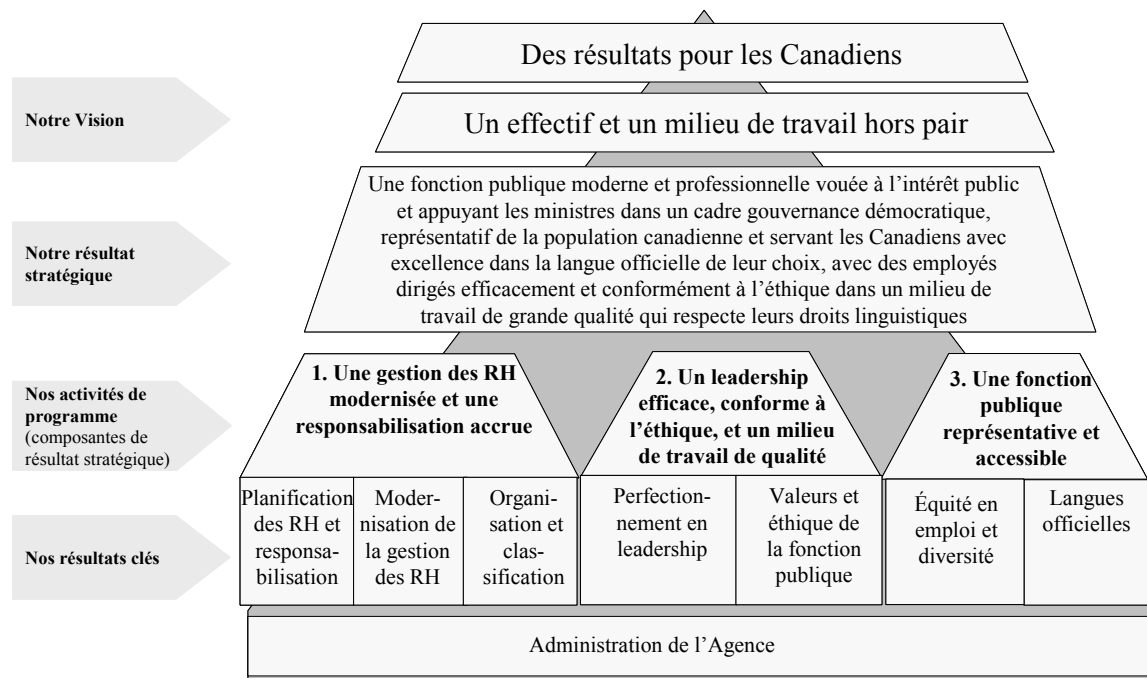 Des résultats pour les Canadiens
Notre Vision
Un effectif et un milieu de travail hors pair
Notre résultat
stratégique
Une fonction publique moderne et professionnelle vouée à l’intérêt public
et appuyant les ministres dans un cadre gouvernance démocratique,
représentatif de la population canadienne et servant les Canadiens avec
excellence dans la langue officielle de leur choix, avec des employés
dirigés efficacement et conformément à l’éthique dans un milieu de
travail de grande qualité qui respecte leurs droits linguistiques
Nos activités de
programme
(composantes de
résultat stratégique)
1. Une gestion des RH
modernisée et une
responsabilisation accrue
2. Un leadership
efficace, conforme à
l’éthique, et un milieu
de travail de qualité
3. Une fonction
publique
représentative et
accessible
Nos résultats clés
Planification
des RH et
responsa-
bilisation
Moder-
nisation de
la gestion
des RH
Organi-
sation et
clas-
sification
Perfection-
nement en
leadership
Valeurs et
éthique de
la fonction
publique
Équité en
emploi et
diversité
Langues
officielles
Administration de l’Agence